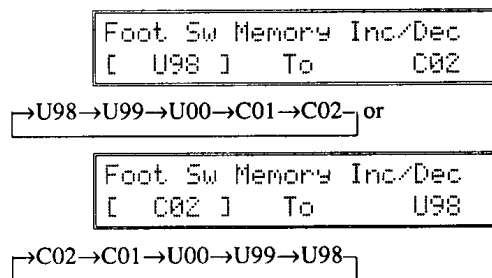 Foot Sw Memory Inc/Dec
[ U98 ] To C02
→U98→U99→U00→C01→C02 or
Foot Sw Memory Inc/Dec
[ C02 ] To U98
→C02→C01→U00→U99→U98